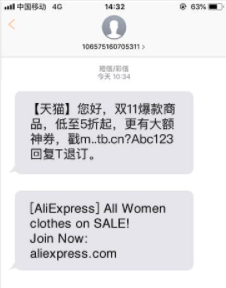 中国移动 4G 14:32 63%
106575160705311 >
短信/彩信
今天 10:34
【天猫】您好，双11爆款商
品，低至5折起，更有大额
神券，戳m..tb.cn?Abc123
回复T退订。
[AliExpress] All Women
clothes on SALE!
Join Now:
aliexpress.com